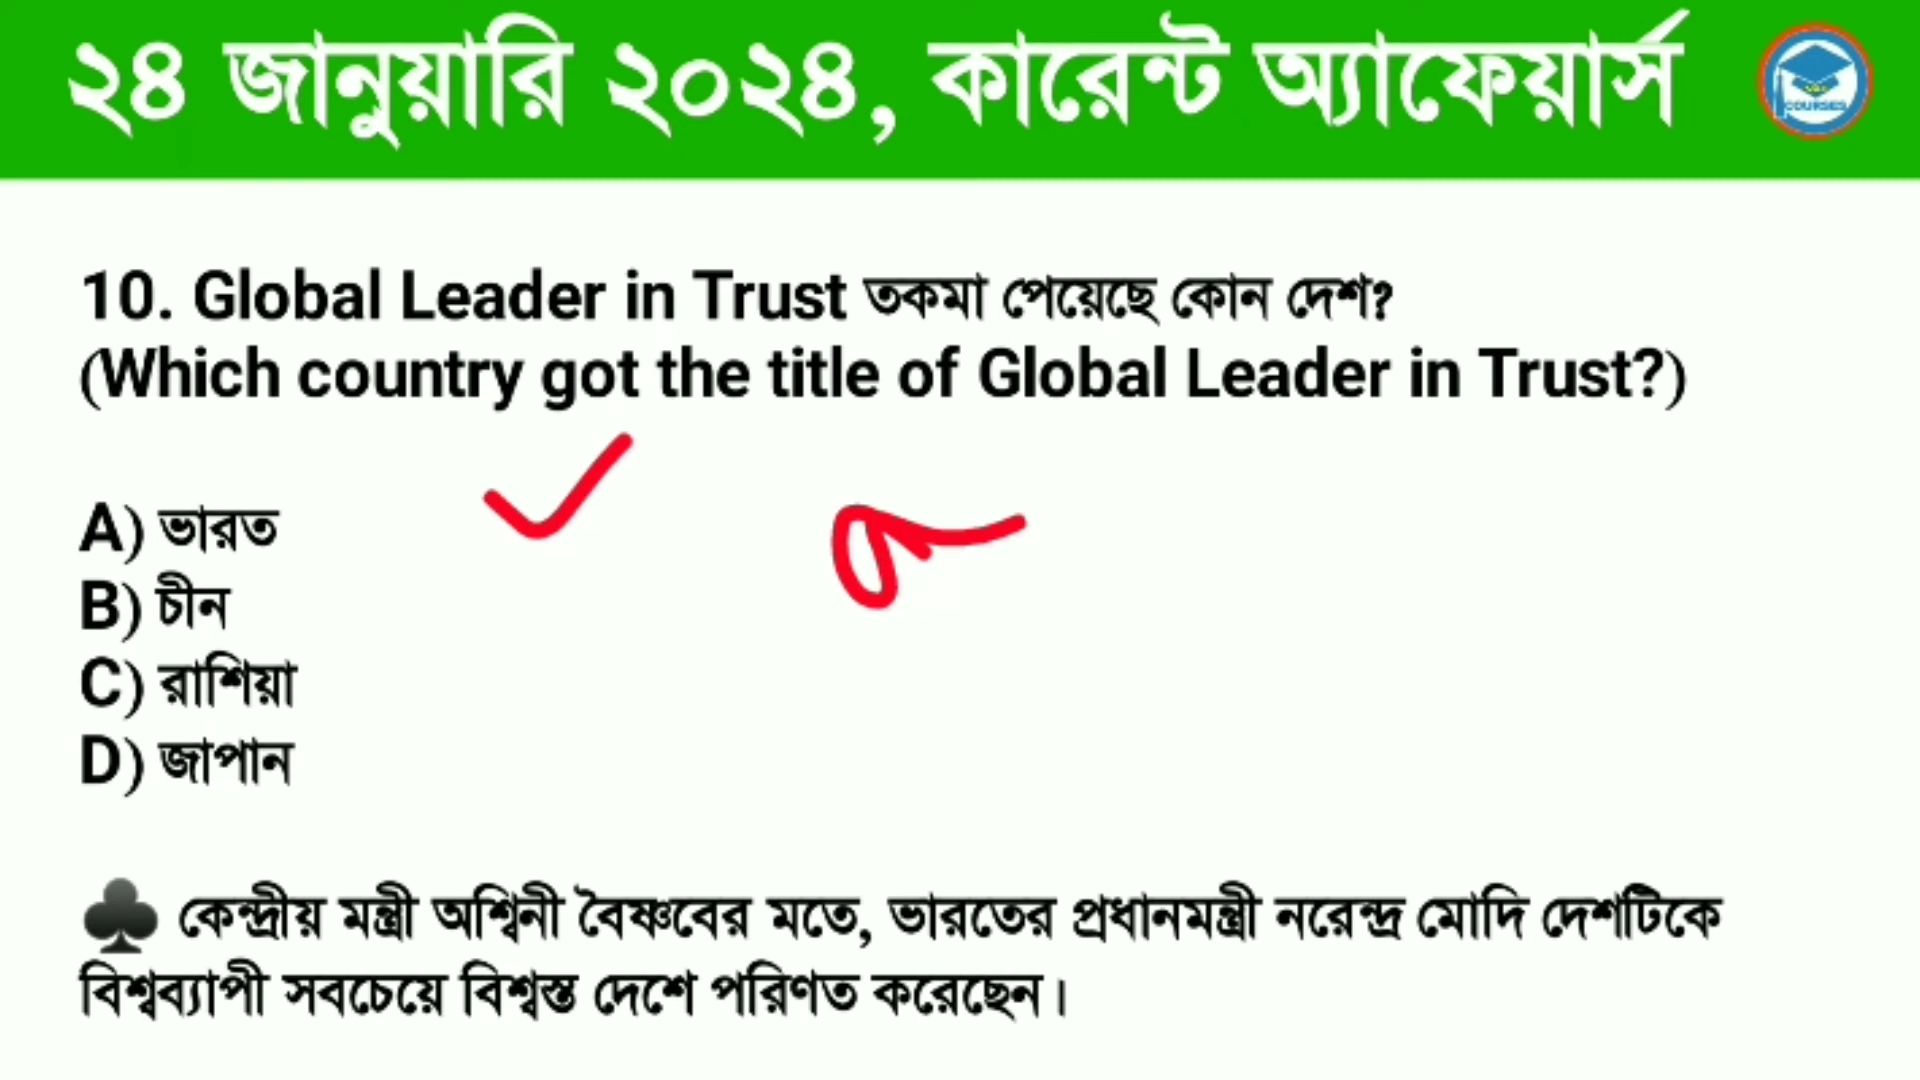 ২৪ জানুয়ারি ২০২৪, কারেন্ট অ্যাফেয়ার্স
COURSES
10. Global Leader in Trust তকমা পেয়েছে কোন দেশ?
(Which country got the title of Global Leader in Trust?)
A) ভারত
B) চীন
C) রাশিয়া
D) জাপান
♣ কেন্দ্রীয় মন্ত্রী অশ্বিনী বৈষ্ণবের মতে, ভারতের প্রধানমন্ত্রী নরেন্দ্র মোদি দেশটিকে
বিশ্বব্যাপী সবচেয়ে বিশ্বস্ত দেশে পরিণত করেছেন।